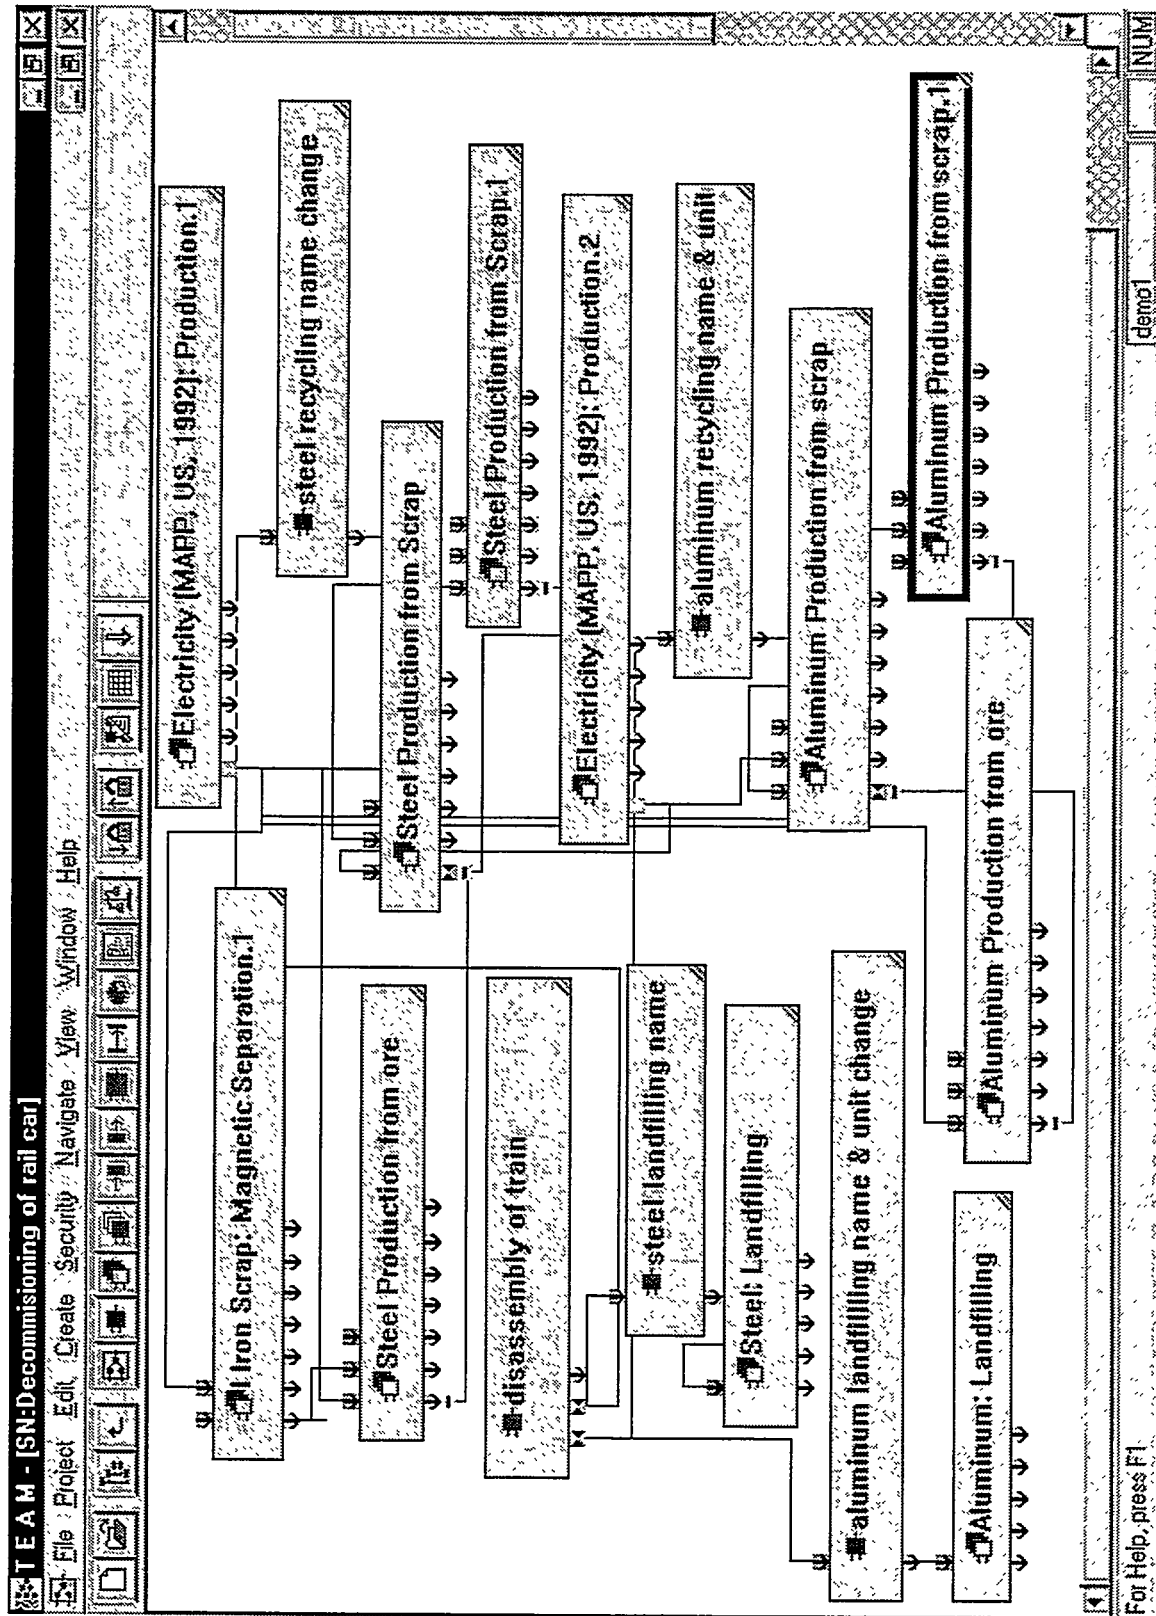 T E A M - [SN:Decommisioning of rail car]
File Project Edit Create Security Navigate View Window Help
Electricity (MAPP, US, 1992): Production.1
Iron Scrap: Magnetic Separation.1
steel recycling name change
Steel Production from ore
Steel Production from Scrap
Steel Production from Scrap.1
disassembly of train
Electricity (MAPP, US, 1992): Production.2
steel landfilling name
aluminum recycling name & unit
Steel: Landfilling
Aluminum Production from scrap
aluminum landfilling name & unit change
Aluminum Production from scrap.1
Aluminum: Landfilling
Aluminum Production from ore
For Help, press F1
demo1
NUM